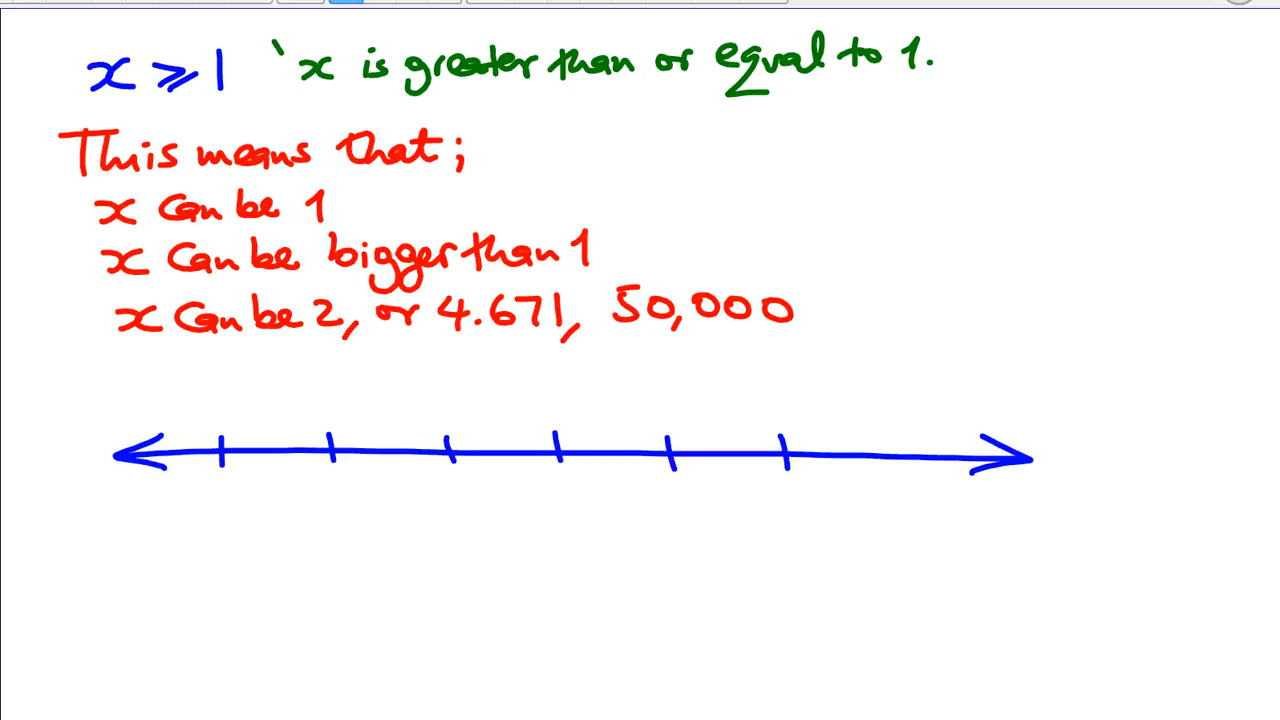 x ⩾ 1 ‘x is greater than or equal to 1.
This means that;
x can be 1
x can be bigger than 1
x can be 2, or 4.671, 50,000